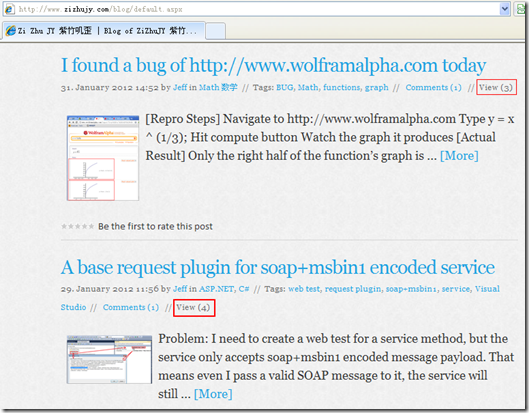 http://www.zizhujy.com/blog/default.aspx
Zi Zhu JY 紫竹叽歪 | Blog of ZiZhuJY 紫竹...
I found a bug of http://www.wolframalpha.com today
31. January 2012 14:52 by Jeff in Math 数学 // Tags: BUG, Math, functions, graph // Comments (1) // View (3)
[Repro Steps] Navigate to http://www.wolframalpha.com Type y = x
^ (1/3); Hit compute button Watch the graph it produces [Actual
Result] Only the right half of the function's graph is ... [More]
Be the first to rate this post
A base request plugin for soap+msbin1 encoded service
29. January 2012 11:56 by Jeff in ASP.NET, C# // Tags: web test, request plugin, soap+msbin1, service, Visual
Studio // Comments (1) // View (4)
Problem: I need to create a web test for a service method, but the
service only accepts soap+msbin1 encoded message payload. That
means even I pass a valid SOAP message to it, the service will
still ... [More]